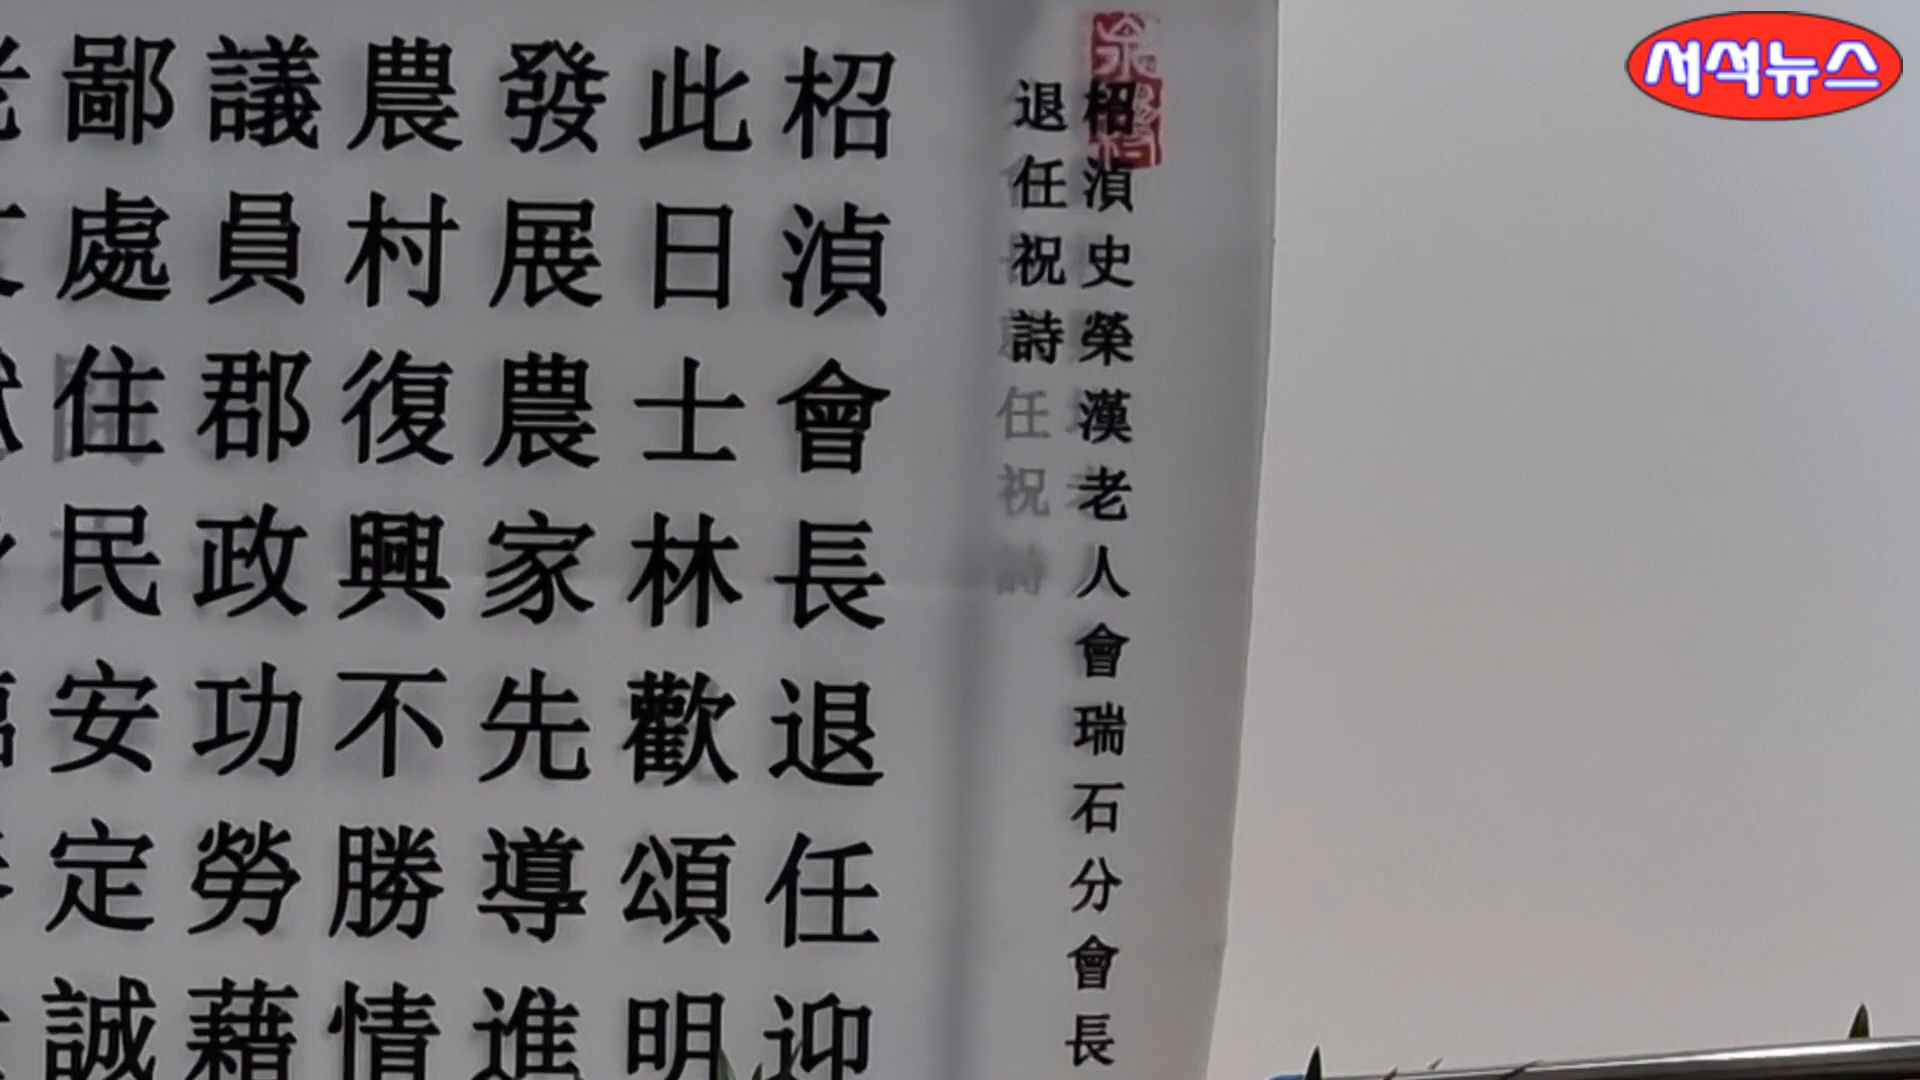 서석뉴스
柖湞史榮漢老人會瑞石分會長
退任祝詩
柖湞會長退任迎
此日士林歡頌明
發展農家先導進
農村復興不勝情
議員郡政功勞藉
鄙處住民安定誠